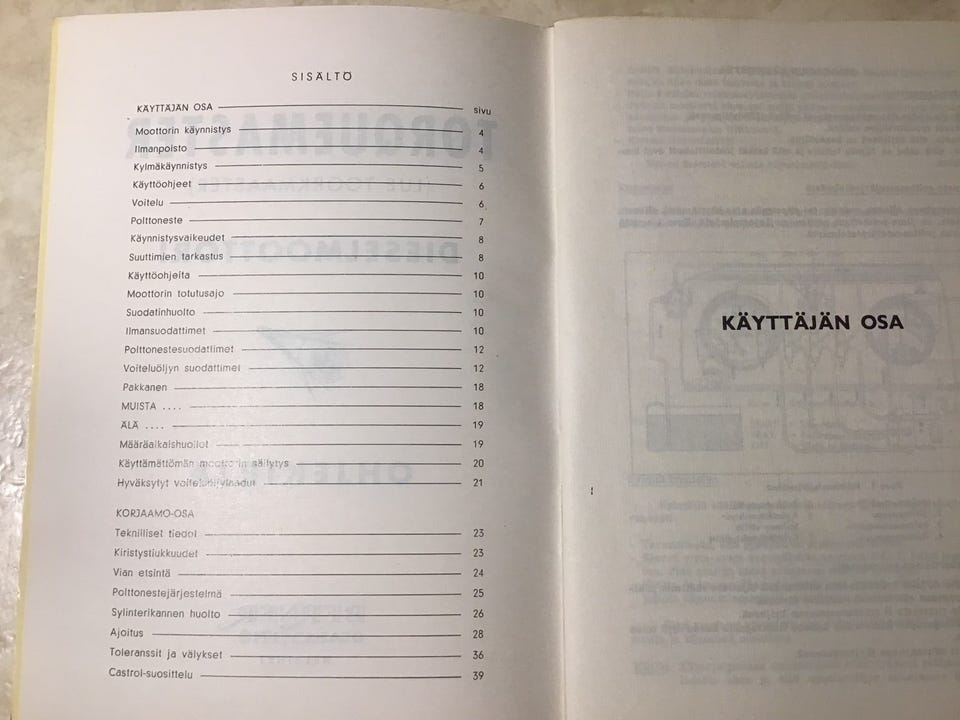 SISÄLTÖ
KÄYTTÄJÄN OSA sivu
Moottorin käynnistys 4
Ilmanpoisto 4
Kylmäkäynnistys 5
Käyttöohjeet 6
Voitelu 6
Polttoneste 7
Käynnistysvaikeudet 8
Suuttimien tarkastus 8
Käyttöohjeita 10
Moottorin totutusajo 10
Suodatinhuolto 10
Ilmansuodattimet 10
Polttonestesuodattimet 12
Voiteluöljyn suodattimet 12
Pakkanen 18
MUISTA .... 18
ÄLÄ .... 19
Määräaikaishuollot 19
Käyttämättömän moottorin säilytys 20
Hyväksytyt voiteluöljylaadut 21
KORJAAMO-OSA
Teknilliset tiedot 23
Kiristystiukkuudet 23
Vian etsintä 24
Polttonestejärjestelmä 25
Sylinterikannen huolto 26
Ajoitus 28
Toleranssit ja välykset 36
Castrol-suosittelu 39
KÄYTTÄJÄN OSA